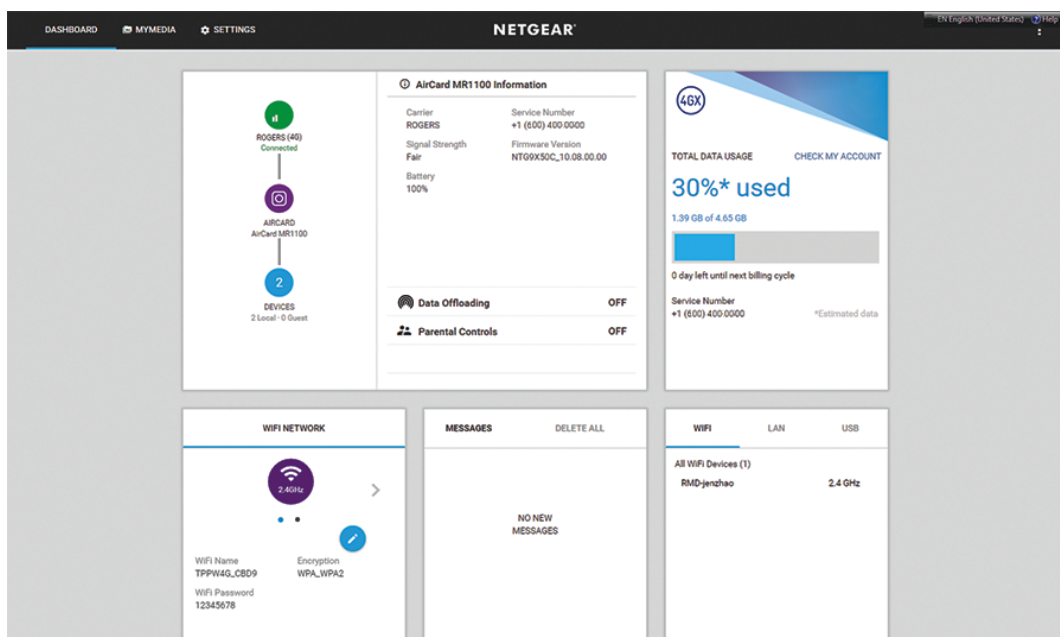 DASHBOARD MYMEDIA SETTINGS NETGEAR EN English (United States) Help
ROGERS (4G)
Connected
AIRCARD
AirCard MR1100
2
DEVICES
2 Local - 0 Guest
AirCard MR1100 Information
Carrier Service Number
ROGERS +1 (600) 400-0000
Signal Strength Firmware Version
Fair NTG9X50C_10.08.00.00
Battery
100%
Data Offloading OFF
Parental Controls OFF
4GX
TOTAL DATA USAGE CHECK MY ACCOUNT
30%* used
1.39 GB of 4.65 GB
0 day left until next billing cycle
Service Number
+1 (600) 400-0000 *Estimated data
WIFI NETWORK
2.4GHz
WiFi Name Encryption
TPPW4G_CBD9 WPA_WPA2
WiFi Password
12345678
MESSAGES DELETE ALL
NO NEW
MESSAGES
WIFI LAN USB
All WiFi Devices (1)
RMD-jenzhao 2.4 GHz